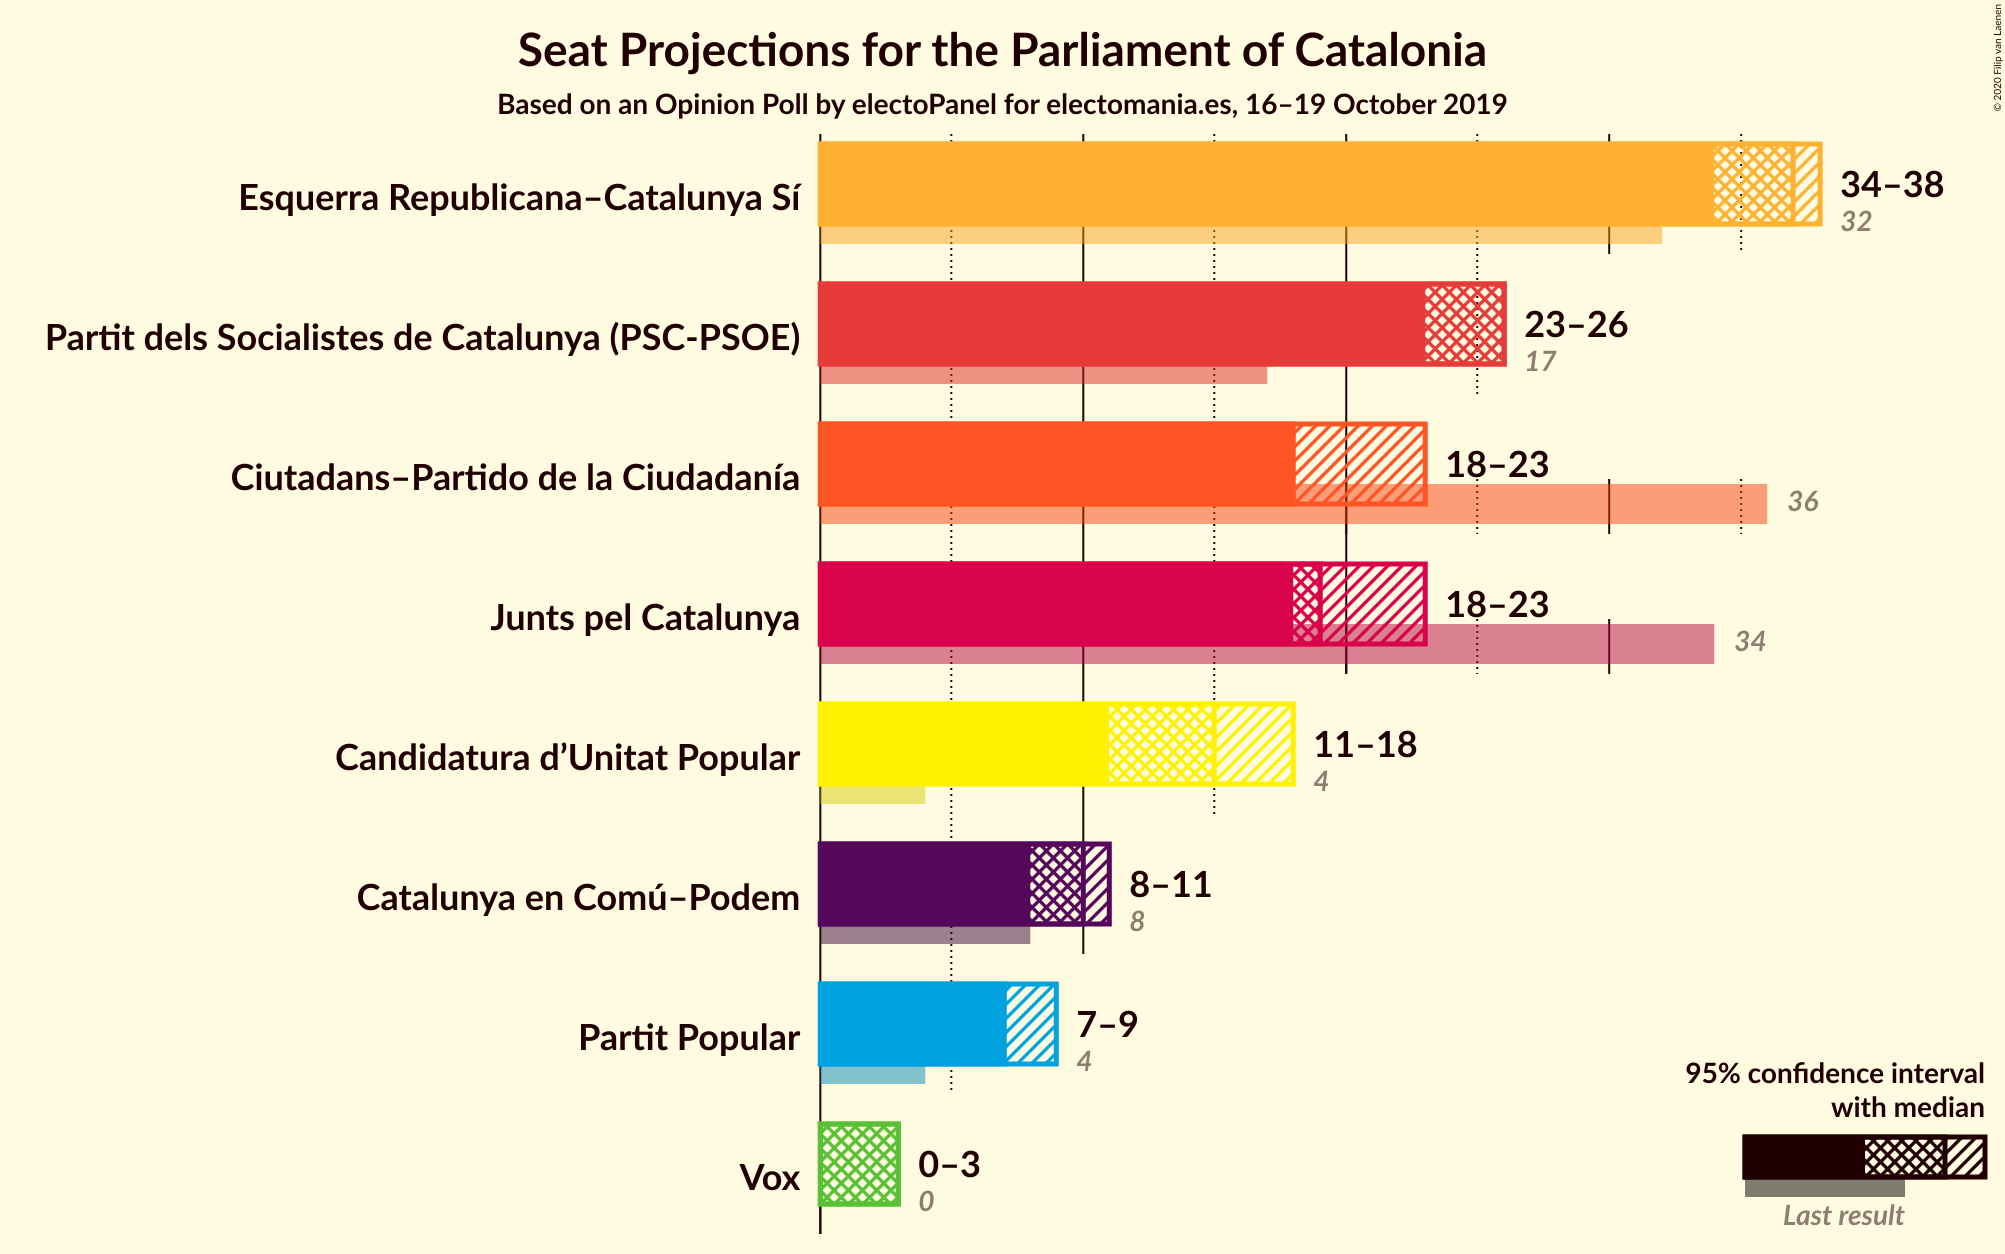 Seat Projections for the Parliament of Catalonia
Based on an Opinion Poll by electoPanel for electomania.es, 16–19 October 2019
© 2020 Filip van Laenen
Esquerra Republicana–Catalunya Sí
34–38
32
Partit dels Socialistes de Catalunya (PSC-PSOE)
23–26
17
Ciutadans–Partido de la Ciudadanía
18–23
36
Junts pel Catalunya
18–23
34
Candidatura d’Unitat Popular
11–18
4
Catalunya en Comú–Podem
8–11
8
Partit Popular
7–9
4
Vox
0–3
0
95% confidence interval
with median
Last result